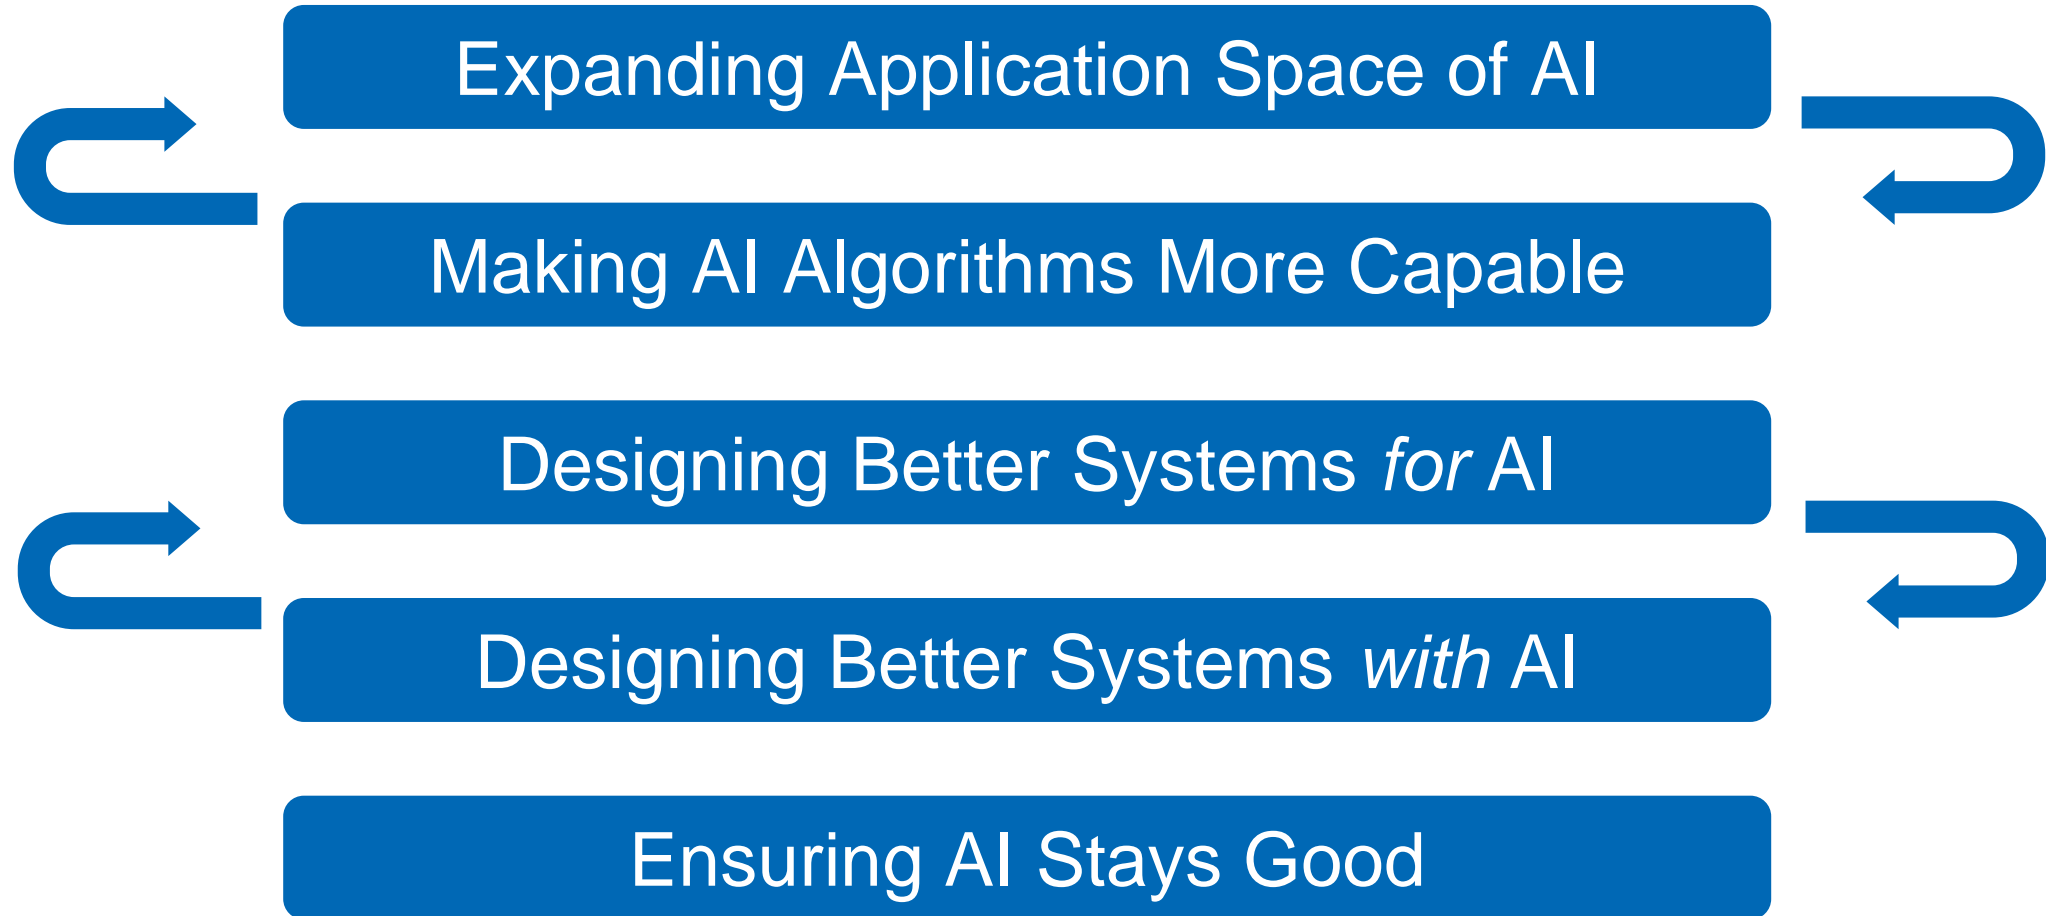 Expanding Application Space of AI
Making AI Algorithms More Capable
Designing Better Systems for AI
Designing Better Systems with AI
Ensuring AI Stays Good